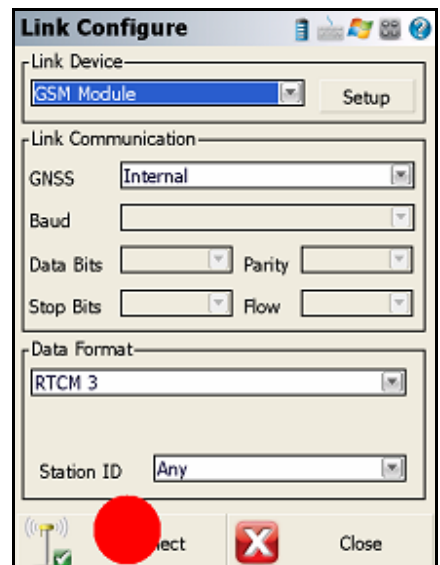 Link Configure
Link Device
GSM Module
Setup
Link Communication
GNSS Internal
Baud
Data Bits Parity
Stop Bits Flow
Data Format
RTCM 3
Station ID Any
Close